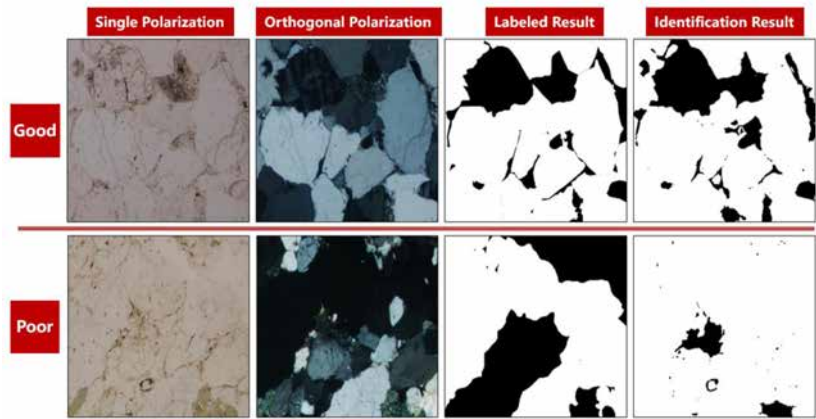 Single Polarization Orthogonal Polarization Labeled Result Identification Result
Good
Poor